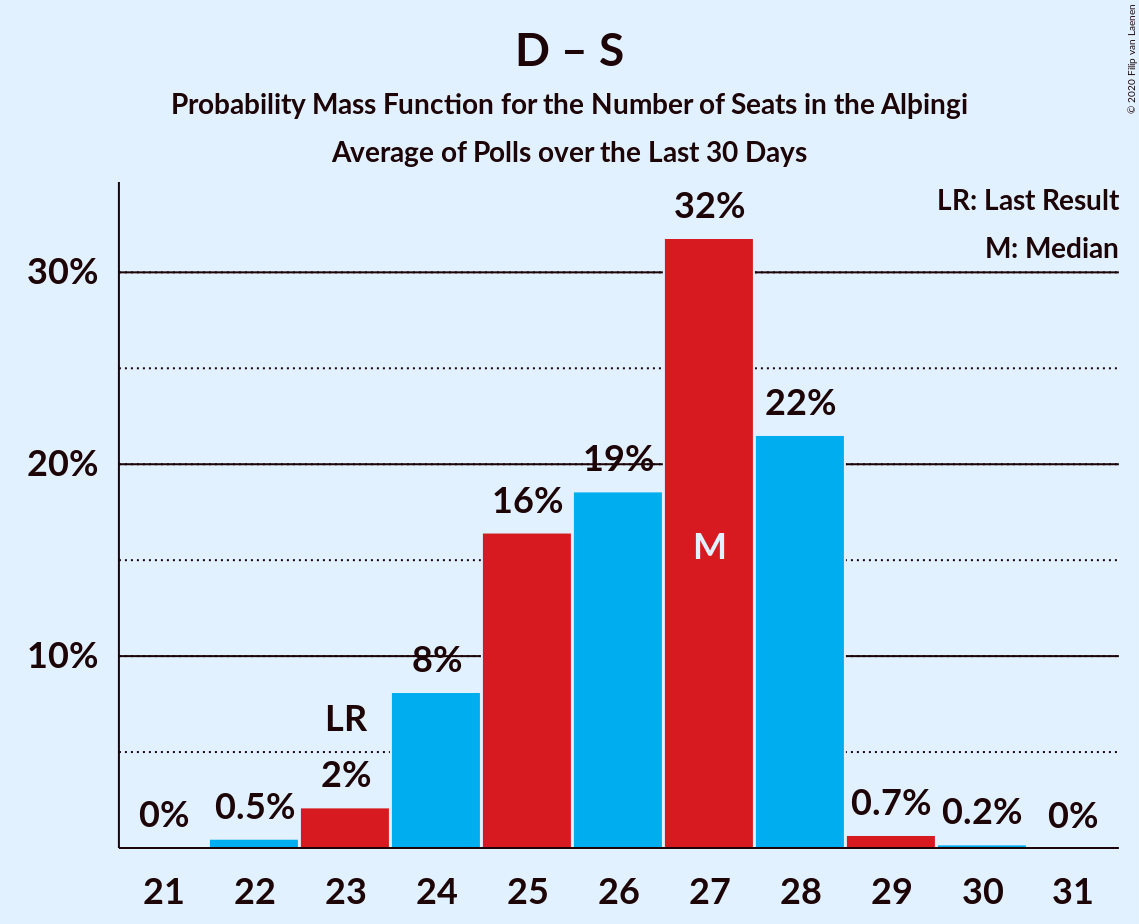 D – S
Probability Mass Function for the Number of Seats in the Alþingi
Average of Polls over the Last 30 Days
© 2020 Filip van Laenen
LR: Last Result
M: Median
30%
20%
10%
0%
0.5%
LR
2%
8%
16%
19%
32%
M
22%
0.7%
0.2%
0%
21 22 23 24 25 26 27 28 29 30 31